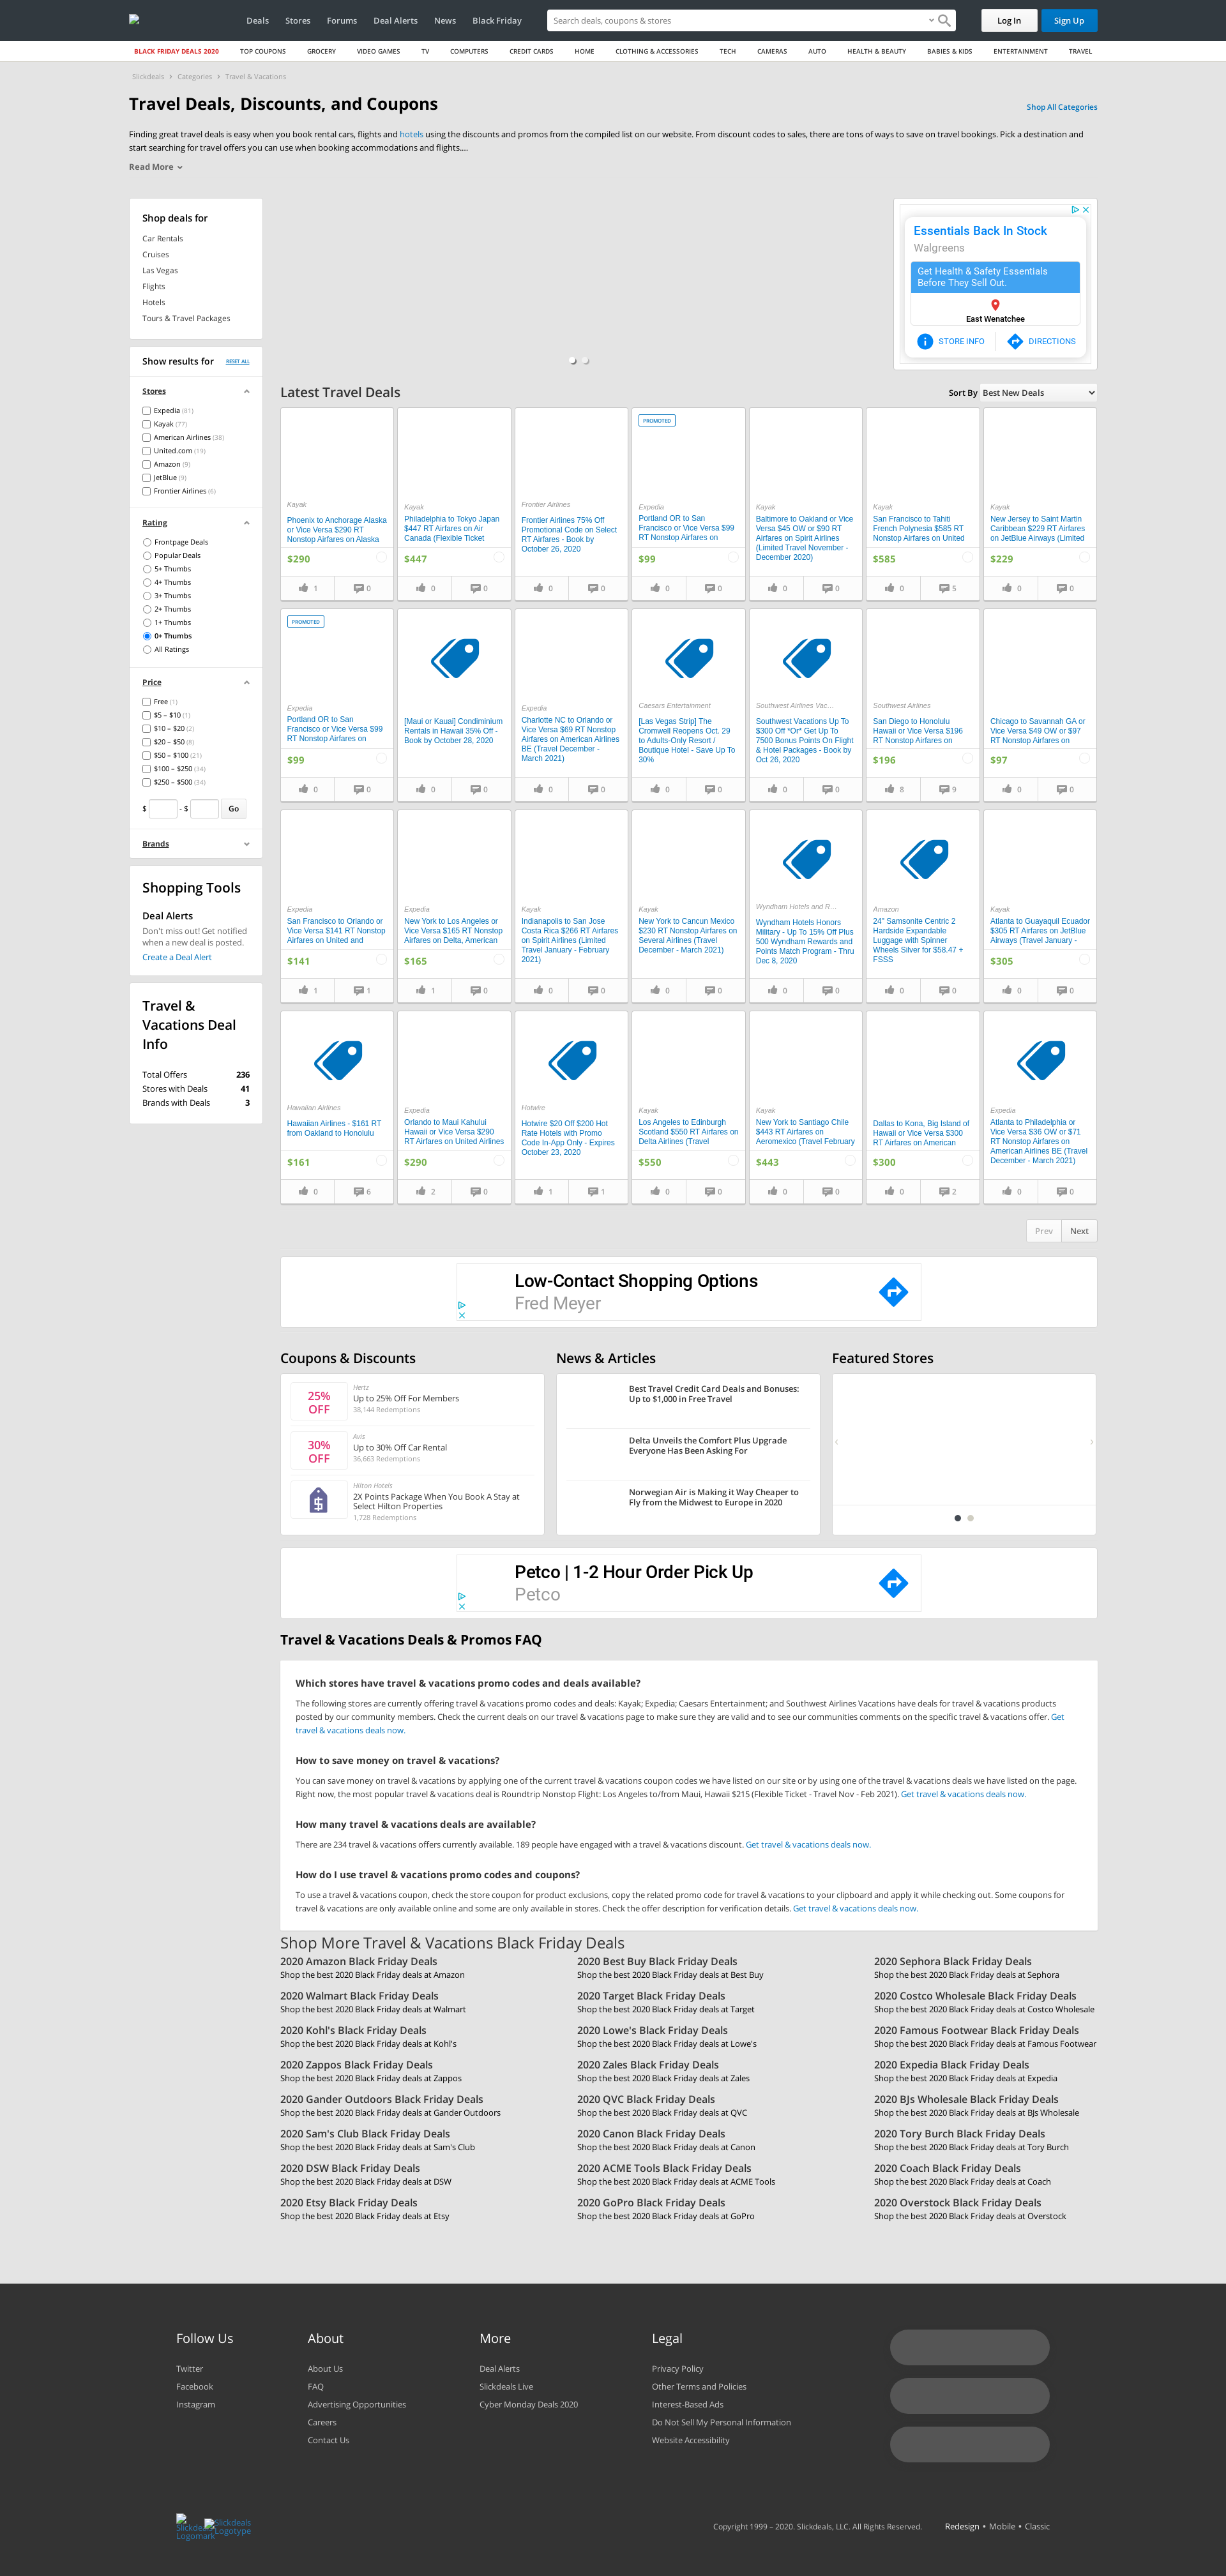 Deals Stores Forums Deal Alerts News Black Friday
Search deals, coupons & stores
Log In
Sign Up
BLACK FRIDAY DEALS 2020 TOP COUPONS GROCERY VIDEO GAMES TV COMPUTERS CREDIT CARDS HOME CLOTHING & ACCESSORIES TECH CAMERAS AUTO HEALTH & BEAUTY BABIES & KIDS ENTERTAINMENT TRAVEL
Slickdeals › Categories › Travel & Vacations
Travel Deals, Discounts, and Coupons
Shop All Categories
Finding great travel deals is easy when you book rental cars, flights and hotels using the discounts and promos from the compiled list on our website. From discount codes to sales, there are tons of ways to save on travel bookings. Pick a destination and
start searching for travel offers you can use when booking accommodations and flights....
Read More
Shop deals for
Car Rentals
Cruises
Las Vegas
Flights
Hotels
Tours & Travel Packages
Show results for
RESET ALL
Stores
Expedia (81)
Kayak (77)
American Airlines (38)
United.com (19)
Amazon (9)
JetBlue (9)
Frontier Airlines (6)
Rating
Frontpage Deals
Popular Deals
5+ Thumbs
4+ Thumbs
3+ Thumbs
2+ Thumbs
1+ Thumbs
0+ Thumbs
All Ratings
Price
Free (1)
$5 – $10 (1)
$10 – $20 (2)
$20 – $50 (8)
$50 – $100 (21)
$100 – $250 (34)
$250 – $500 (34)
$ - $ Go
Brands
Shopping Tools
Deal Alerts
Don't miss out! Get notified
when a new deal is posted.
Create a Deal Alert
Travel &
Vacations Deal
Info
Total Offers 236
Stores with Deals 41
Brands with Deals 3
Essentials Back In Stock
Walgreens
Get Health & Safety Essentials
Before They Sell Out.
East Wenatchee
STORE INFO
DIRECTIONS
Latest Travel Deals
Sort By Best New Deals
Kayak
Phoenix to Anchorage Alaska
or Vice Versa $290 RT
Nonstop Airfares on Alaska
$290
1 0
Kayak
Philadelphia to Tokyo Japan
$447 RT Airfares on Air
Canada (Flexible Ticket
$447
0 0
Frontier Airlines
Frontier Airlines 75% Off
Promotional Code on Select
RT Airfares - Book by
October 26, 2020
0 0
PROMOTED
Expedia
Portland OR to San
Francisco or Vice Versa $99
RT Nonstop Airfares on
$99
0 0
Kayak
Baltimore to Oakland or Vice
Versa $45 OW or $90 RT
Airfares on Spirit Airlines
(Limited Travel November -
December 2020)
0 0
Kayak
San Francisco to Tahiti
French Polynesia $585 RT
Nonstop Airfares on United
$585
0 5
Kayak
New Jersey to Saint Martin
Caribbean $229 RT Airfares
on JetBlue Airways (Limited
$229
0 0
PROMOTED
Expedia
Portland OR to San
Francisco or Vice Versa $99
RT Nonstop Airfares on
$99
0 0
[Maui or Kauai] Condiminium
Rentals in Hawaii 35% Off -
Book by October 28, 2020
0 0
Expedia
Charlotte NC to Orlando or
Vice Versa $69 RT Nonstop
Airfares on American Airlines
BE (Travel December -
March 2021)
0 0
Caesars Entertainment
[Las Vegas Strip] The
Cromwell Reopens Oct. 29
to Adults-Only Resort /
Boutique Hotel - Save Up To
30%
0 0
Southwest Airlines Vac...
Southwest Vacations Up To
$300 Off *Or* Get Up To
7500 Bonus Points On Flight
& Hotel Packages - Book by
Oct 26, 2020
0 0
Southwest Airlines
San Diego to Honolulu
Hawaii or Vice Versa $196
RT Nonstop Airfares on
$196
8 9
Chicago to Savannah GA or
Vice Versa $49 OW or $97
RT Nonstop Airfares on
$97
0 0
Expedia
San Francisco to Orlando or
Vice Versa $141 RT Nonstop
Airfares on United and
$141
1 1
Expedia
New York to Los Angeles or
Vice Versa $165 RT Nonstop
Airfares on Delta, American
$165
1 0
Kayak
Indianapolis to San Jose
Costa Rica $266 RT Airfares
on Spirit Airlines (Limited
Travel January - February
2021)
0 0
Kayak
New York to Cancun Mexico
$230 RT Nonstop Airfares on
Several Airlines (Travel
December - March 2021)
0 0
Wyndham Hotels and R...
Wyndham Hotels Honors
Military - Up To 15% Off Plus
500 Wyndham Rewards and
Points Match Program - Thru
Dec 8, 2020
0 0
Amazon
24" Samsonite Centric 2
Hardside Expandable
Luggage with Spinner
Wheels Silver for $58.47 +
FSSS
0 0
Kayak
Atlanta to Guayaquil Ecuador
$305 RT Airfares on JetBlue
Airways (Travel January -
$305
0 0
Hawaiian Airlines
Hawaiian Airlines - $161 RT
from Oakland to Honolulu
$161
0 6
Expedia
Orlando to Maui Kahului
Hawaii or Vice Versa $290
RT Airfares on United Airlines
$290
2 0
Hotwire
Hotwire $20 Off $200 Hot
Rate Hotels with Promo
Code In-App Only - Expires
October 23, 2020
1 1
Kayak
Los Angeles to Edinburgh
Scotland $550 RT Airfares on
Delta Airlines (Travel
$550
0 0
Kayak
New York to Santiago Chile
$443 RT Airfares on
Aeromexico (Travel February
$443
0 0
Dallas to Kona, Big Island of
Hawaii or Vice Versa $300
RT Airfares on American
$300
0 2
Expedia
Atlanta to Philadelphia or
Vice Versa $36 OW or $71
RT Nonstop Airfares on
American Airlines BE (Travel
December - March 2021)
0 0
Prev Next
Low-Contact Shopping Options
Fred Meyer
Coupons & Discounts
25%
OFF
Hertz
Up to 25% Off For Members
38,144 Redemptions
30%
OFF
Avis
Up to 30% Off Car Rental
36,663 Redemptions
Hilton Hotels
2X Points Package When You Book A Stay at
Select Hilton Properties
1,728 Redemptions
News & Articles
Best Travel Credit Card Deals and Bonuses:
Up to $1,000 in Free Travel
Delta Unveils the Comfort Plus Upgrade
Everyone Has Been Asking For
Norwegian Air is Making it Way Cheaper to
Fly from the Midwest to Europe in 2020
Featured Stores
Petco | 1-2 Hour Order Pick Up
Petco
Travel & Vacations Deals & Promos FAQ
Which stores have travel & vacations promo codes and deals available?
The following stores are currently offering travel & vacations promo codes and deals: Kayak; Expedia; Caesars Entertainment; and Southwest Airlines Vacations have deals for travel & vacations products
posted by our community members. Check the current deals on our travel & vacations page to make sure they are valid and to see our communities comments on the specific travel & vacations offer. Get
travel & vacations deals now.
How to save money on travel & vacations?
You can save money on travel & vacations by applying one of the current travel & vacations coupon codes we have listed on our site or by using one of the travel & vacations deals we have listed on the page.
Right now, the most popular travel & vacations deal is Roundtrip Nonstop Flight: Los Angeles to/from Maui, Hawaii $215 (Flexible Ticket - Travel Nov - Feb 2021). Get travel & vacations deals now.
How many travel & vacations deals are available?
There are 234 travel & vacations offers currently available. 189 people have engaged with a travel & vacations discount. Get travel & vacations deals now.
How do I use travel & vacations promo codes and coupons?
To use a travel & vacations coupon, check the store coupon for product exclusions, copy the related promo code for travel & vacations to your clipboard and apply it while checking out. Some coupons for
travel & vacations are only available online and some are only available in stores. Check the offer description for verification details. Get travel & vacations deals now.
Shop More Travel & Vacations Black Friday Deals
2020 Amazon Black Friday Deals
Shop the best 2020 Black Friday deals at Amazon
2020 Best Buy Black Friday Deals
Shop the best 2020 Black Friday deals at Best Buy
2020 Sephora Black Friday Deals
Shop the best 2020 Black Friday deals at Sephora
2020 Walmart Black Friday Deals
Shop the best 2020 Black Friday deals at Walmart
2020 Target Black Friday Deals
Shop the best 2020 Black Friday deals at Target
2020 Costco Wholesale Black Friday Deals
Shop the best 2020 Black Friday deals at Costco Wholesale
2020 Kohl's Black Friday Deals
Shop the best 2020 Black Friday deals at Kohl's
2020 Lowe's Black Friday Deals
Shop the best 2020 Black Friday deals at Lowe's
2020 Famous Footwear Black Friday Deals
Shop the best 2020 Black Friday deals at Famous Footwear
2020 Zappos Black Friday Deals
Shop the best 2020 Black Friday deals at Zappos
2020 Zales Black Friday Deals
Shop the best 2020 Black Friday deals at Zales
2020 Expedia Black Friday Deals
Shop the best 2020 Black Friday deals at Expedia
2020 Gander Outdoors Black Friday Deals
Shop the best 2020 Black Friday deals at Gander Outdoors
2020 QVC Black Friday Deals
Shop the best 2020 Black Friday deals at QVC
2020 BJs Wholesale Black Friday Deals
Shop the best 2020 Black Friday deals at BJs Wholesale
2020 Sam's Club Black Friday Deals
Shop the best 2020 Black Friday deals at Sam's Club
2020 Canon Black Friday Deals
Shop the best 2020 Black Friday deals at Canon
2020 Tory Burch Black Friday Deals
Shop the best 2020 Black Friday deals at Tory Burch
2020 DSW Black Friday Deals
Shop the best 2020 Black Friday deals at DSW
2020 ACME Tools Black Friday Deals
Shop the best 2020 Black Friday deals at ACME Tools
2020 Coach Black Friday Deals
Shop the best 2020 Black Friday deals at Coach
2020 Etsy Black Friday Deals
Shop the best 2020 Black Friday deals at Etsy
2020 GoPro Black Friday Deals
Shop the best 2020 Black Friday deals at GoPro
2020 Overstock Black Friday Deals
Shop the best 2020 Black Friday deals at Overstock
Follow Us
Twitter
Facebook
Instagram
About
About Us
FAQ
Advertising Opportunities
Careers
Contact Us
More
Deal Alerts
Slickdeals Live
Cyber Monday Deals 2020
Legal
Privacy Policy
Other Terms and Policies
Interest-Based Ads
Do Not Sell My Personal Information
Website Accessibility
Logomark
Slickdeals
Logotype
Copyright 1999 – 2020. Slickdeals, LLC. All Rights Reserved.
Redesign • Mobile • Classic